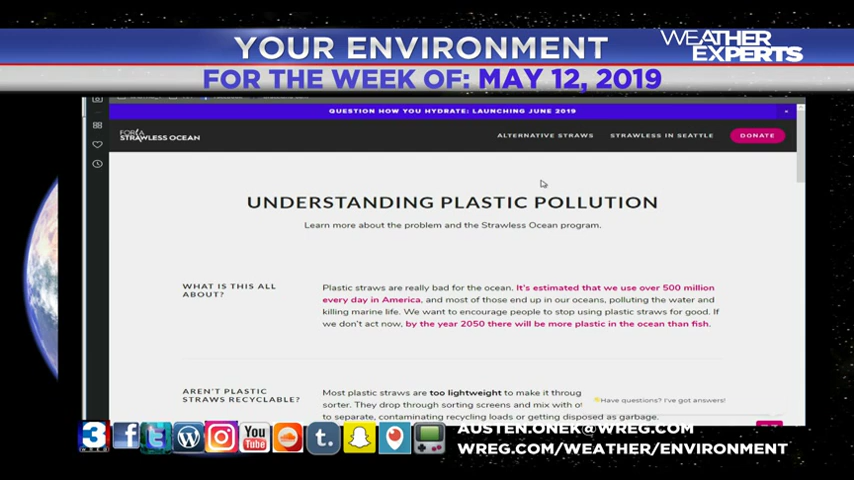 YOUR ENVIRONMENT
WEATHER
EXPERTS
FOR THE WEEK OF: MAY 12, 2019
QUESTION HOW YOU HYDRATE: LAUNCHING JUNE 2019
FOR A
STRAWLESS OCEAN
ALTERNATIVE STRAWS
STRAWLESS IN SEATTLE
DONATE
UNDERSTANDING PLASTIC POLLUTION
Learn more about the problem and the Strawless Ocean program.
WHAT IS THIS ALL
ABOUT?
Plastic straws are really bad for the ocean. It's estimated that we use over 500 million
every day in America, and most of those end up in our oceans, polluting the water and
killing marine life. We want to encourage people to stop using plastic straws for good. If
we don't act now, by the year 2050 there will be more plastic in the ocean than fish.
AREN'T PLASTIC
STRAWS RECYCLABLE?
Most plastic straws are too lightweight to make it through
sorter. They drop through sorting screens and mix with ot
to separate, contaminating recycling loads or getting disposed as garbage.
Have questions? I've got answers!
3
WREG
f
You
Tube
t.
AUSTEN.ONEK@WREG.COM
WREG.COM/WEATHER/ENVIRONMENT